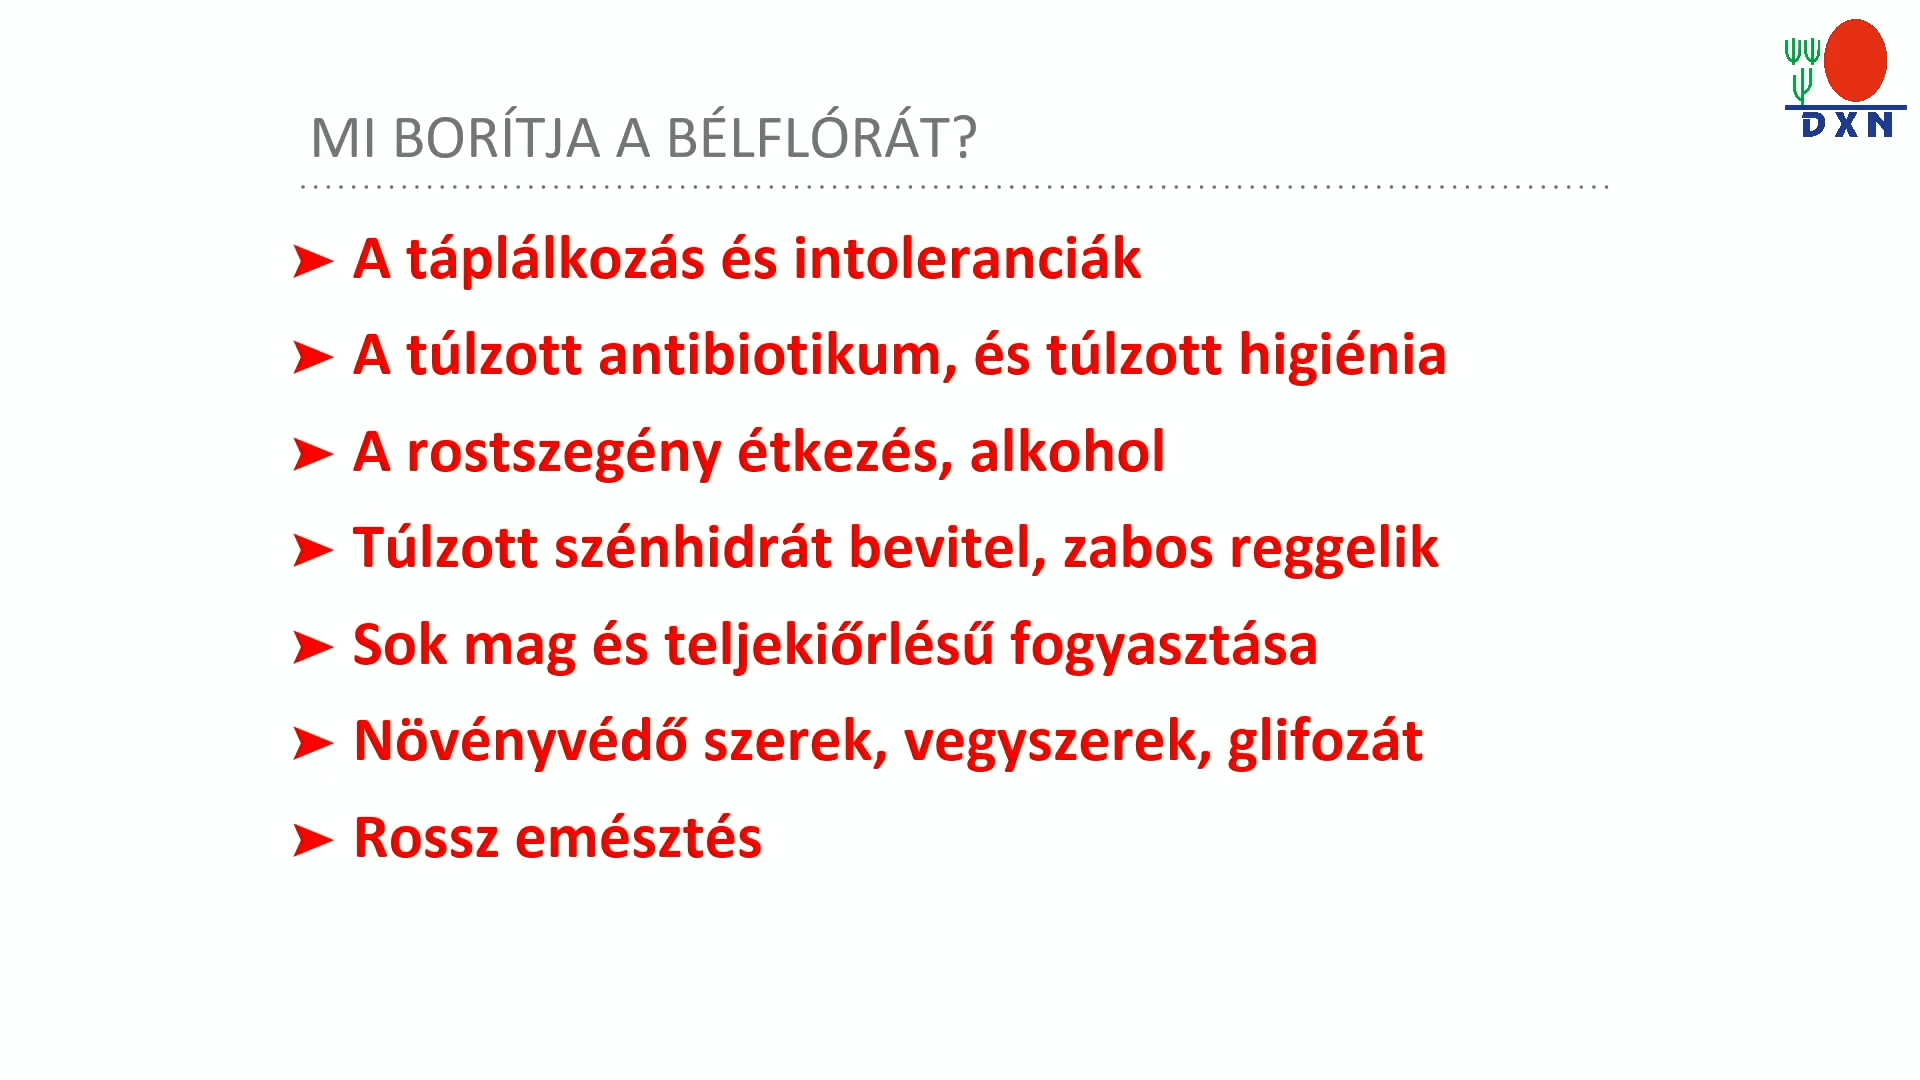 MI BORÍTJA A BÉLFLÓRÁT?
A táplálkozás és intoleranciák
A túlzott antibiotikum, és túlzott higiénia
A rostszegény étkezés, alkohol
Túlzott szénhidrát bevitel, zabos reggelik
Sok mag és teljekiőrlésű fogyasztása
Növényvédő szerek, vegyszerek, glifozát
Rossz emésztés
DXN